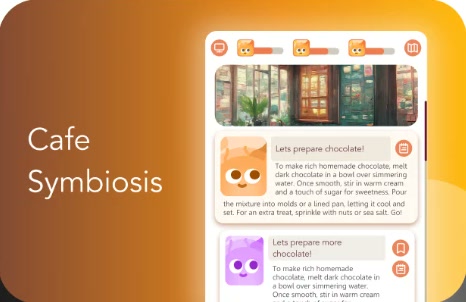 Cafe
Symbiosis
Lets prepare chocolate!
To make rich homemade chocolate, melt
dark chocolate in a bowl over simmering
water. Once smooth, stir in warm cream
and a touch of sugar for sweetness. Pour
the mixture into molds or a lined pan, letting it cool and
set. For an extra treat, sprinkle with nuts or sea salt. Go!
Lets prepare more
chocolate!
To make rich homemade
chocolate, melt dark chocolate in
a bowl over simmering water.
Once smooth, stir in warm cream